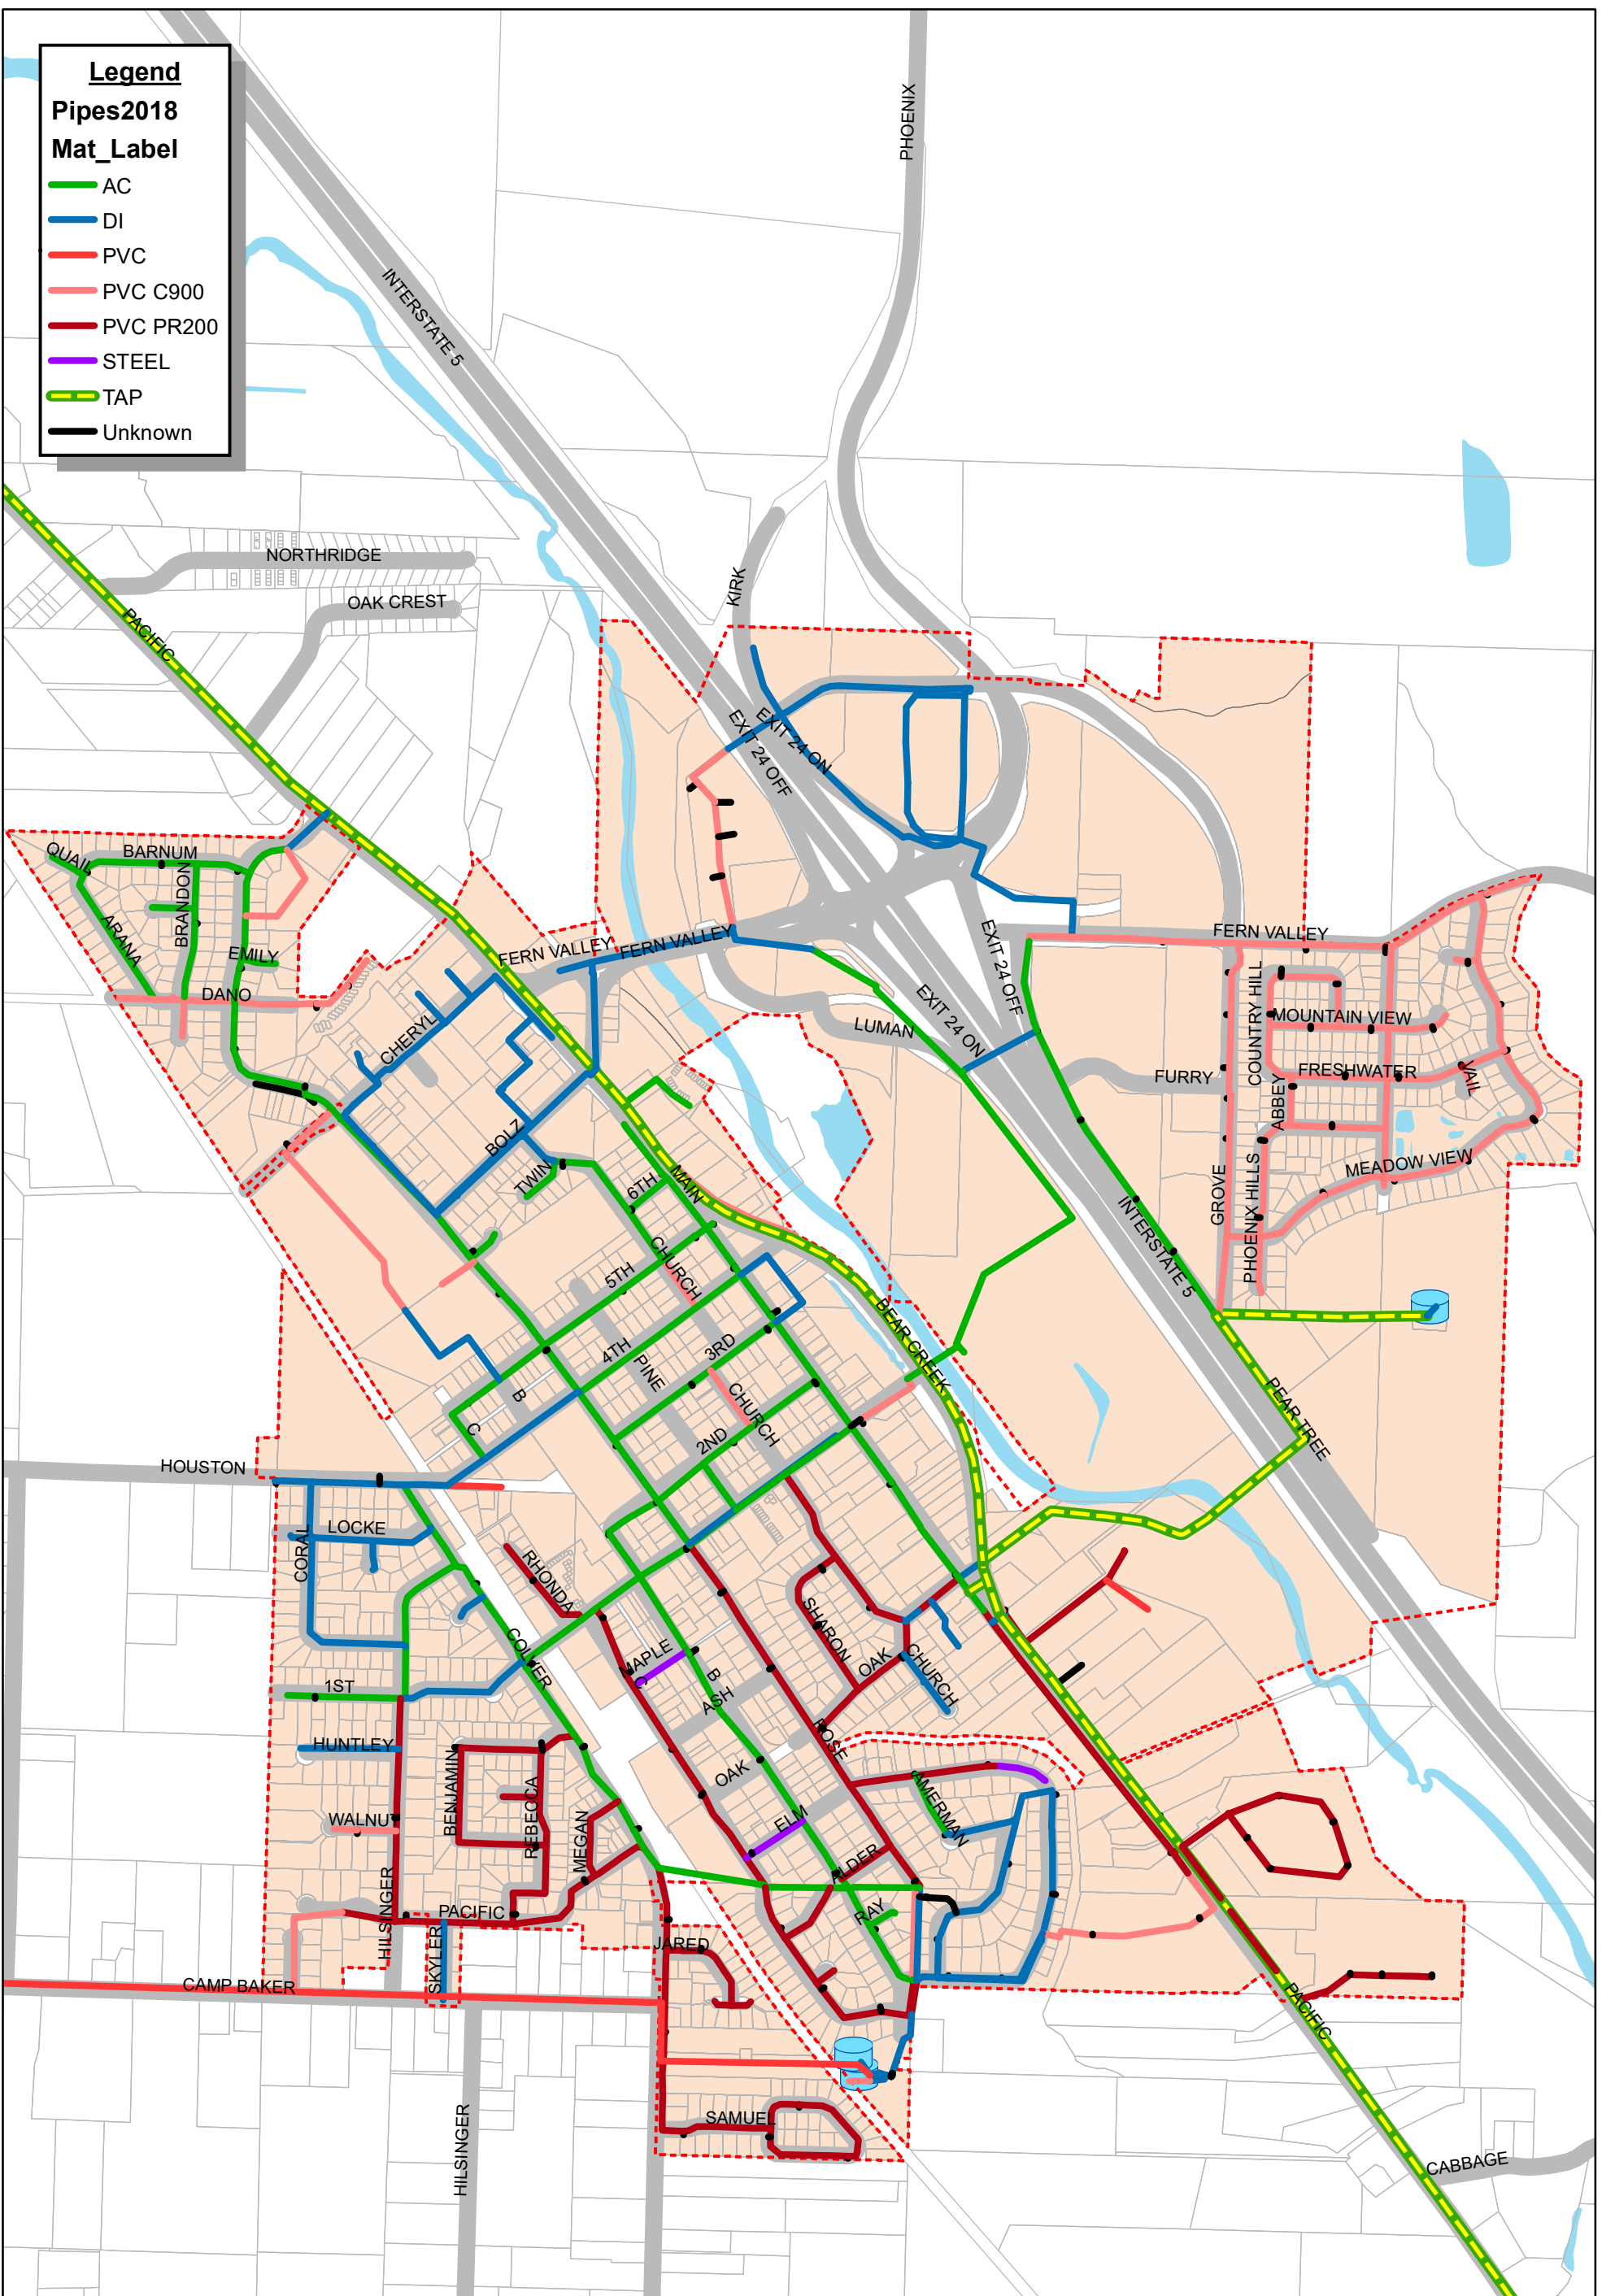 Legend
Pipes2018
Mat_Label
AC
DI
PVC
PVC C900
PVC PR200
STEEL
TAP
Unknown
PHOENIX
INTERSTATE 5
NORTHRIDGE
OAK CREST
KIRK
PACIFIC
EXIT 24 ON
EXIT 24 OFF
QUAIL
BARNUM
BRANDON
ARANA
EMILY
DANO
FERN VALLEY
FERN VALLEY
FERN VALLEY
EXIT 24 OFF
EXIT 24 ON
LUMAN
CHERYL
COUNTRY HILL
MOUNTAIN VIEW
FRESHWATER
VAIL
FURRY
ABBEY
BOLZ
TWIN
6TH
MAIN
MEADOW VIEW
GROVE
PHOENIX HILLS
INTERSTATE 5
CHURCH
5TH
4TH
3RD
PINE
BEAR CREEK
B
C
CHURCH
2ND
PEAR TREE
HOUSTON
LOCKE
CORAL
RHONDA
SHARON
MAPLE
C
B
ASH
OAK
CHURCH
COLVER
1ST
ROSE
HUNTLEY
OAK
AMERMAN
BENJAMIN
REBECCA
MEGAN
WALNUT
ELM
ALDER
RAY
HILSINGER
PACIFIC
SKYLER
JARED
CAMP BAKER
PACIFIC
SAMUEL
HILSINGER
CABBAGE